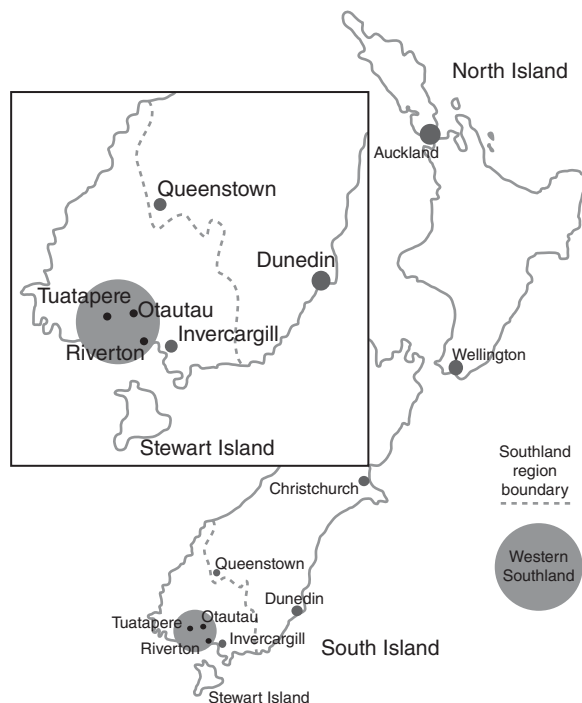 North Island
Auckland
Queenstown
Dunedin
Tuatapere
Otautau
Invercargill
Riverton
Wellington
Stewart Island
Southland
region
boundary
Christchurch
Western
Southland
Queenstown
Dunedin
Tuatapere
Otautau
Invercargill
Riverton
South Island
Stewart Island